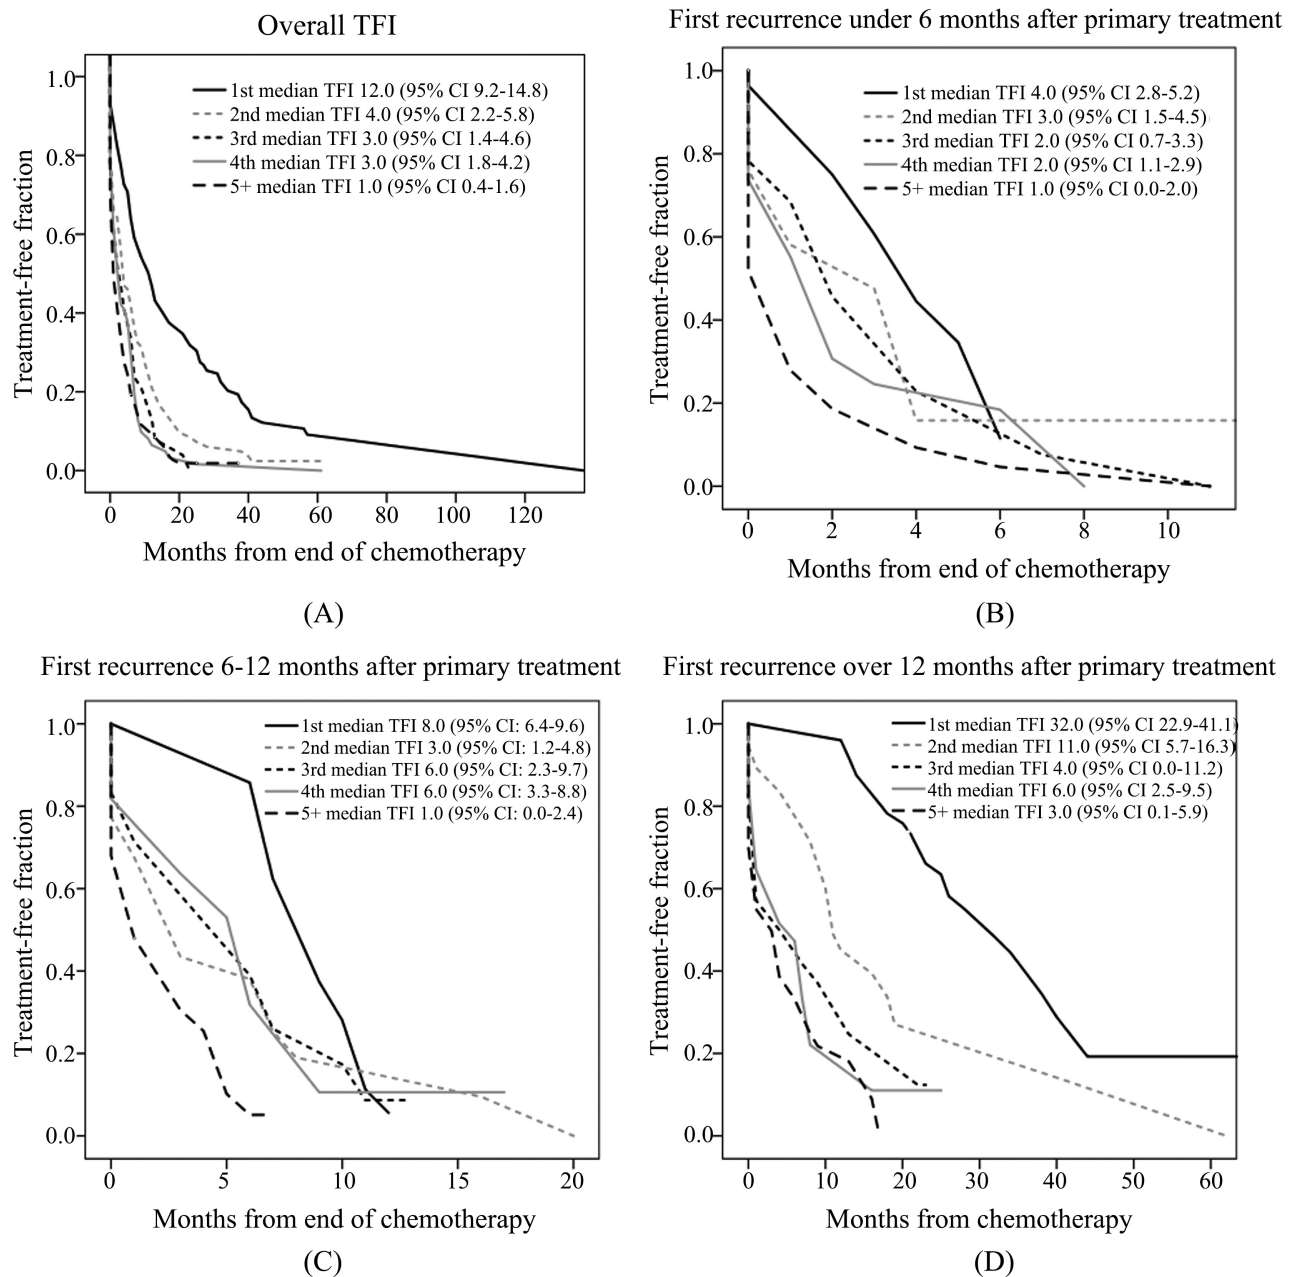 Overall TFI
Treatment-free fraction
1.0
0.8
0.6
0.4
0.2
0.0
1st median TFI 12.0 (95% CI 9.2-14.8)
2nd median TFI 4.0 (95% CI 2.2-5.8)
3rd median TFI 3.0 (95% CI 1.4-4.6)
4th median TFI 3.0 (95% CI 1.8-4.2)
5+ median TFI 1.0 (95% CI 0.4-1.6)
0 20 40 60 80 100 120
Months from end of chemotherapy
(A)
First recurrence under 6 months after primary treatment
Treatment-free fraction
1.0
0.8
0.6
0.4
0.2
0.0
1st median TFI 4.0 (95% CI 2.8-5.2)
2nd median TFI 3.0 (95% CI 1.5-4.5)
3rd median TFI 2.0 (95% CI 0.7-3.3)
4th median TFI 2.0 (95% CI 1.1-2.9)
5+ median TFI 1.0 (95% CI 0.0-2.0)
0 2 4 6 8 10
Months from end of chemotherapy
(B)
First recurrence 6-12 months after primary treatment
Treatment-free fraction
1.0
0.8
0.6
0.4
0.2
0.0
1st median TFI 8.0 (95% CI: 6.4-9.6)
2nd median TFI 3.0 (95% CI: 1.2-4.8)
3rd median TFI 6.0 (95% CI: 2.3-9.7)
4th median TFI 6.0 (95% CI: 3.3-8.8)
5+ median TFI 1.0 (95% CI: 0.0-2.4)
0 5 10 15 20
Months from end of chemotherapy
(C)
First recurrence over 12 months after primary treatment
Treatment-free fraction
1.0
0.8
0.6
0.4
0.2
0.0
1st median TFI 32.0 (95% CI 22.9-41.1)
2nd median TFI 11.0 (95% CI 5.7-16.3)
3rd median TFI 4.0 (95% CI 0.0-11.2)
4th median TFI 6.0 (95% CI 2.5-9.5)
5+ median TFI 3.0 (95% CI 0.1-5.9)
0 10 20 30 40 50 60
Months from chemotherapy
(D)